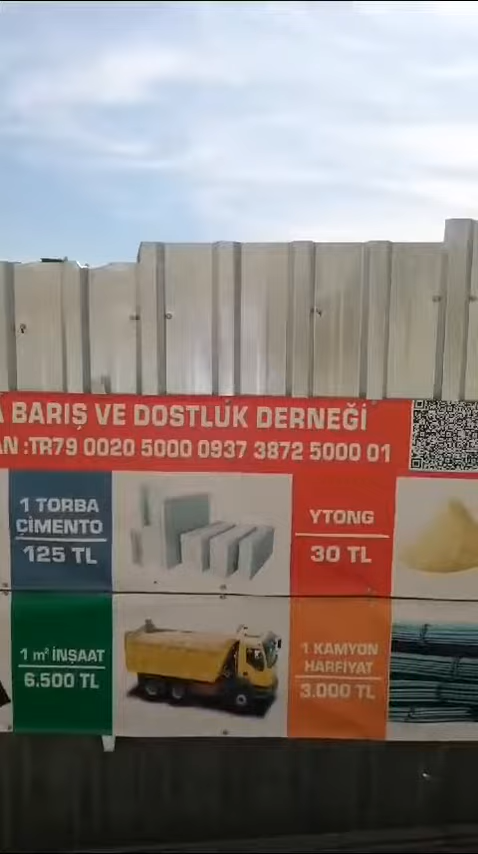 BARIŞ VE DOSTLUK DERNEĞİ
:TR79 0020 5000 0937 3872 5000 01
1 TORBA
ÇİMENTO
125 TL
YTONG
30 TL
1 m² İNŞAAT
6.500 TL
1 KAMYON
HARFİYAT
3.000 TL